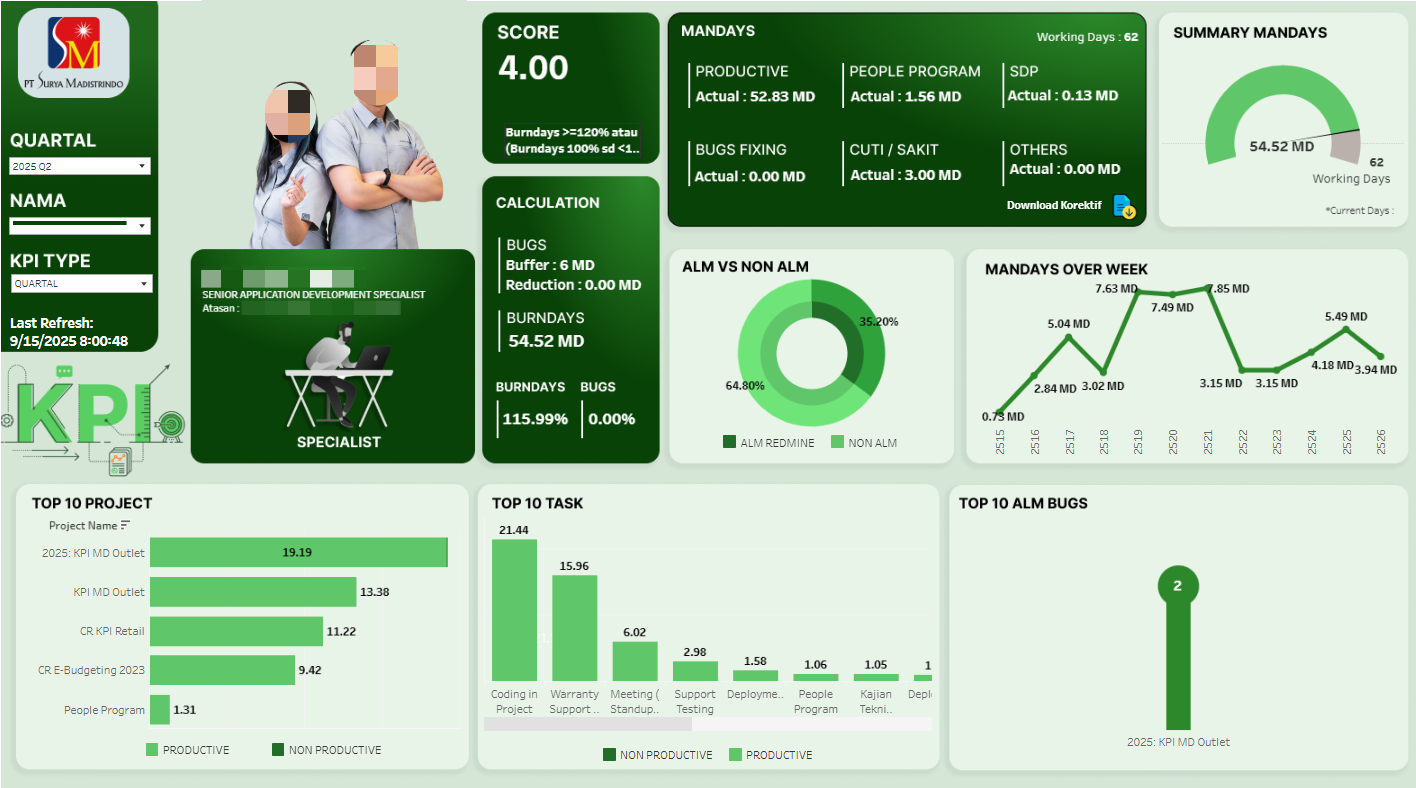 PT SURYA MADISTRINDO
QUARTAL
2025 Q2
NAMA
KPI TYPE
QUARTAL
Last Refresh:
9/15/2025 8:00:48
KPI
SENIOR APPLICATION DEVELOPMENT SPECIALIST
Atasan :
SPECIALIST
SCORE
4.00
Burndays >=120% atau
(Burndays 100% sd <1..
CALCULATION
BUGS
Buffer : 6 MD
Reduction : 0.00 MD
BURNDAYS
54.52 MD
BURNDAYS BUGS
115.99% 0.00%
MANDAYS
Working Days : 62
PRODUCTIVE
Actual : 52.83 MD
PEOPLE PROGRAM
Actual : 1.56 MD
SDP
Actual : 0.13 MD
BUGS FIXING
Actual : 0.00 MD
CUTI / SAKIT
Actual : 3.00 MD
OTHERS
Actual : 0.00 MD
Download Korektif
SUMMARY MANDAYS
54.52 MD
62
Working Days
*Current Days :
ALM VS NON ALM
35.20%
64.80%
ALM REDMINE NON ALM
MANDAYS OVER WEEK
0.73 MD
2.84 MD
5.04 MD
3.02 MD
7.63 MD
7.49 MD
7.85 MD
3.15 MD
3.15 MD
4.18 MD
5.49 MD
3.94 MD
2515
2516
2517
2518
2519
2520
2521
2522
2523
2524
2525
2526
TOP 10 PROJECT
Project Name
2025: KPI MD Outlet 19.19
KPI MD Outlet 13.38
CR KPI Retail 11.22
CR E-Budgeting 2023 9.42
People Program 1.31
PRODUCTIVE NON PRODUCTIVE
TOP 10 TASK
21.44
15.96
6.02
2.98
1.58
1.06
1.05
1
Coding in
Project
Warranty
Support ..
Meeting (
Standup..
Support
Testing
Deployme..
People
Program
Kajian
Tekni..
Depl
NON PRODUCTIVE PRODUCTIVE
TOP 10 ALM BUGS
2
2025: KPI MD Outlet